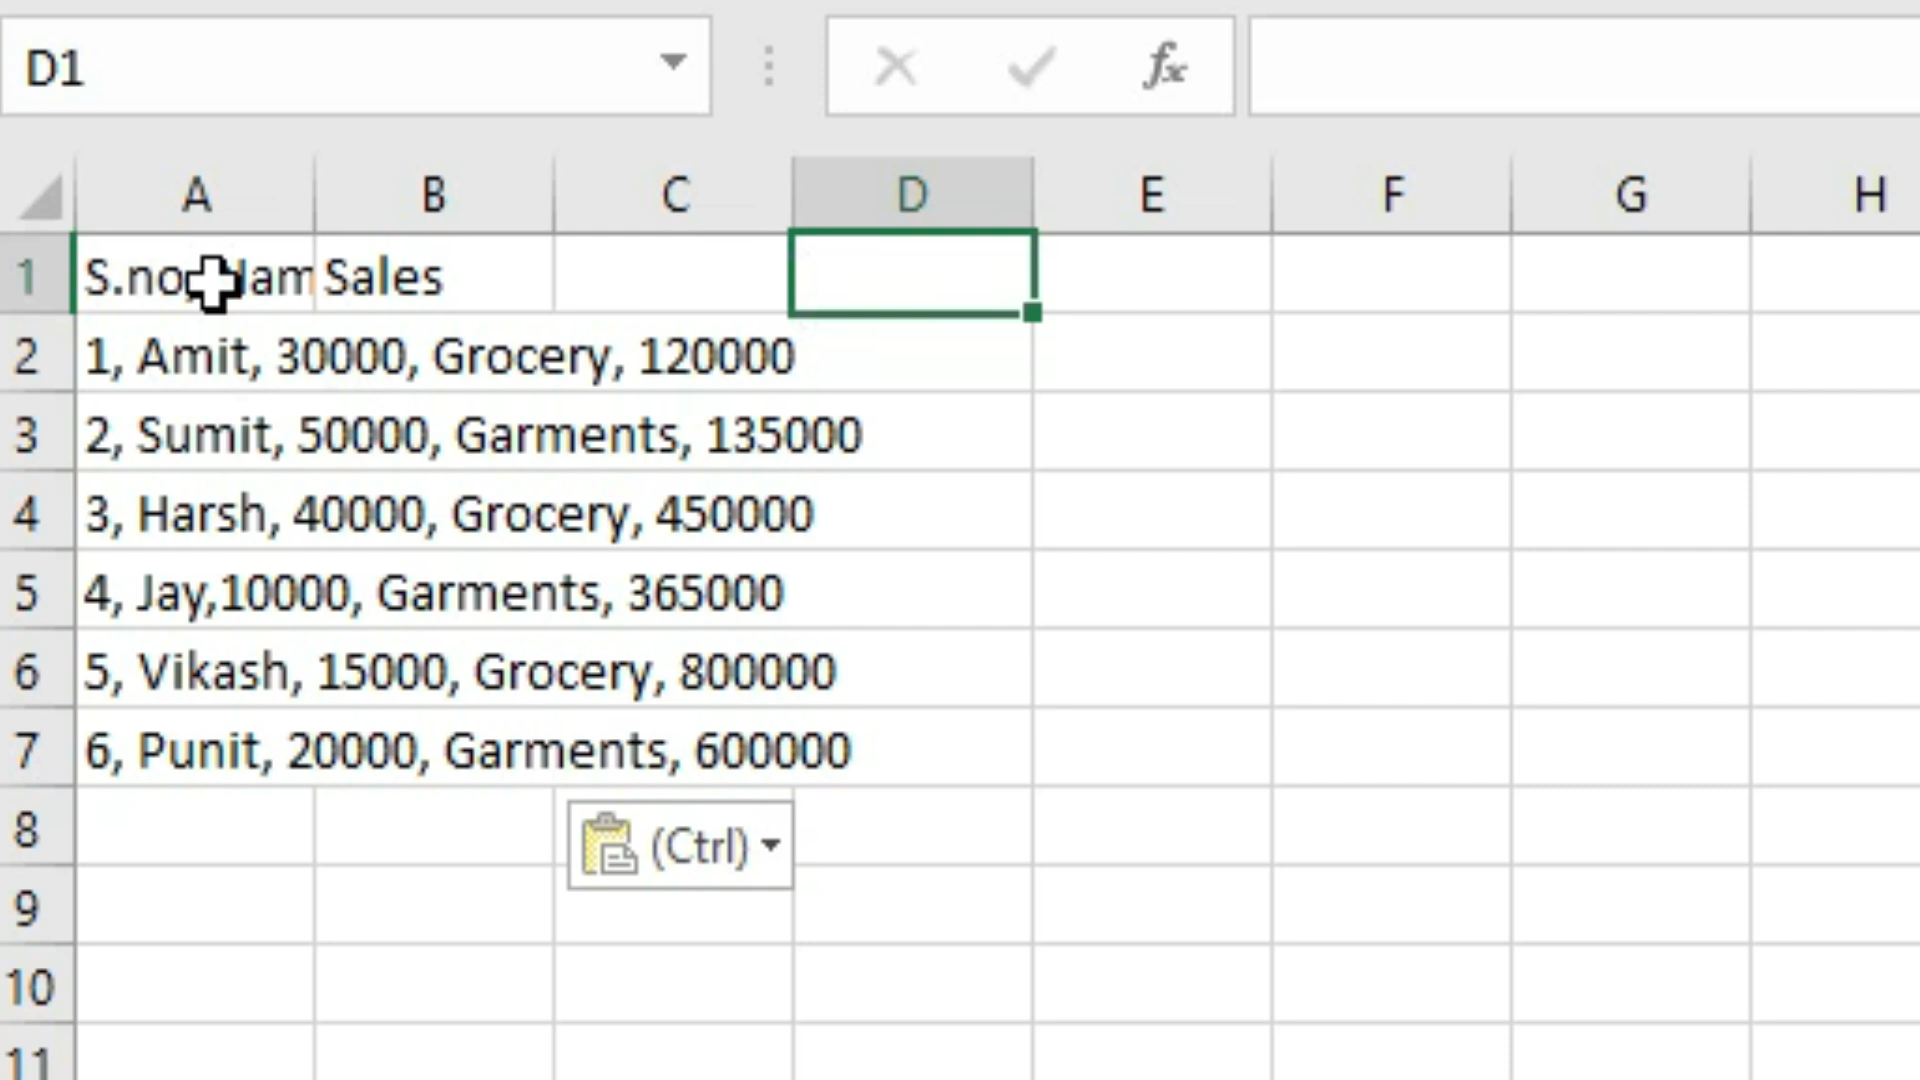 D1
fx
A B C D E F G H
1 S.no, Nam Sales
2 1, Amit, 30000, Grocery, 120000
3 2, Sumit, 50000, Garments, 135000
4 3, Harsh, 40000, Grocery, 450000
5 4, Jay,10000, Garments, 365000
6 5, Vikash, 15000, Grocery, 800000
7 6, Punit, 20000, Garments, 600000
8 (Ctrl)
9
10
11